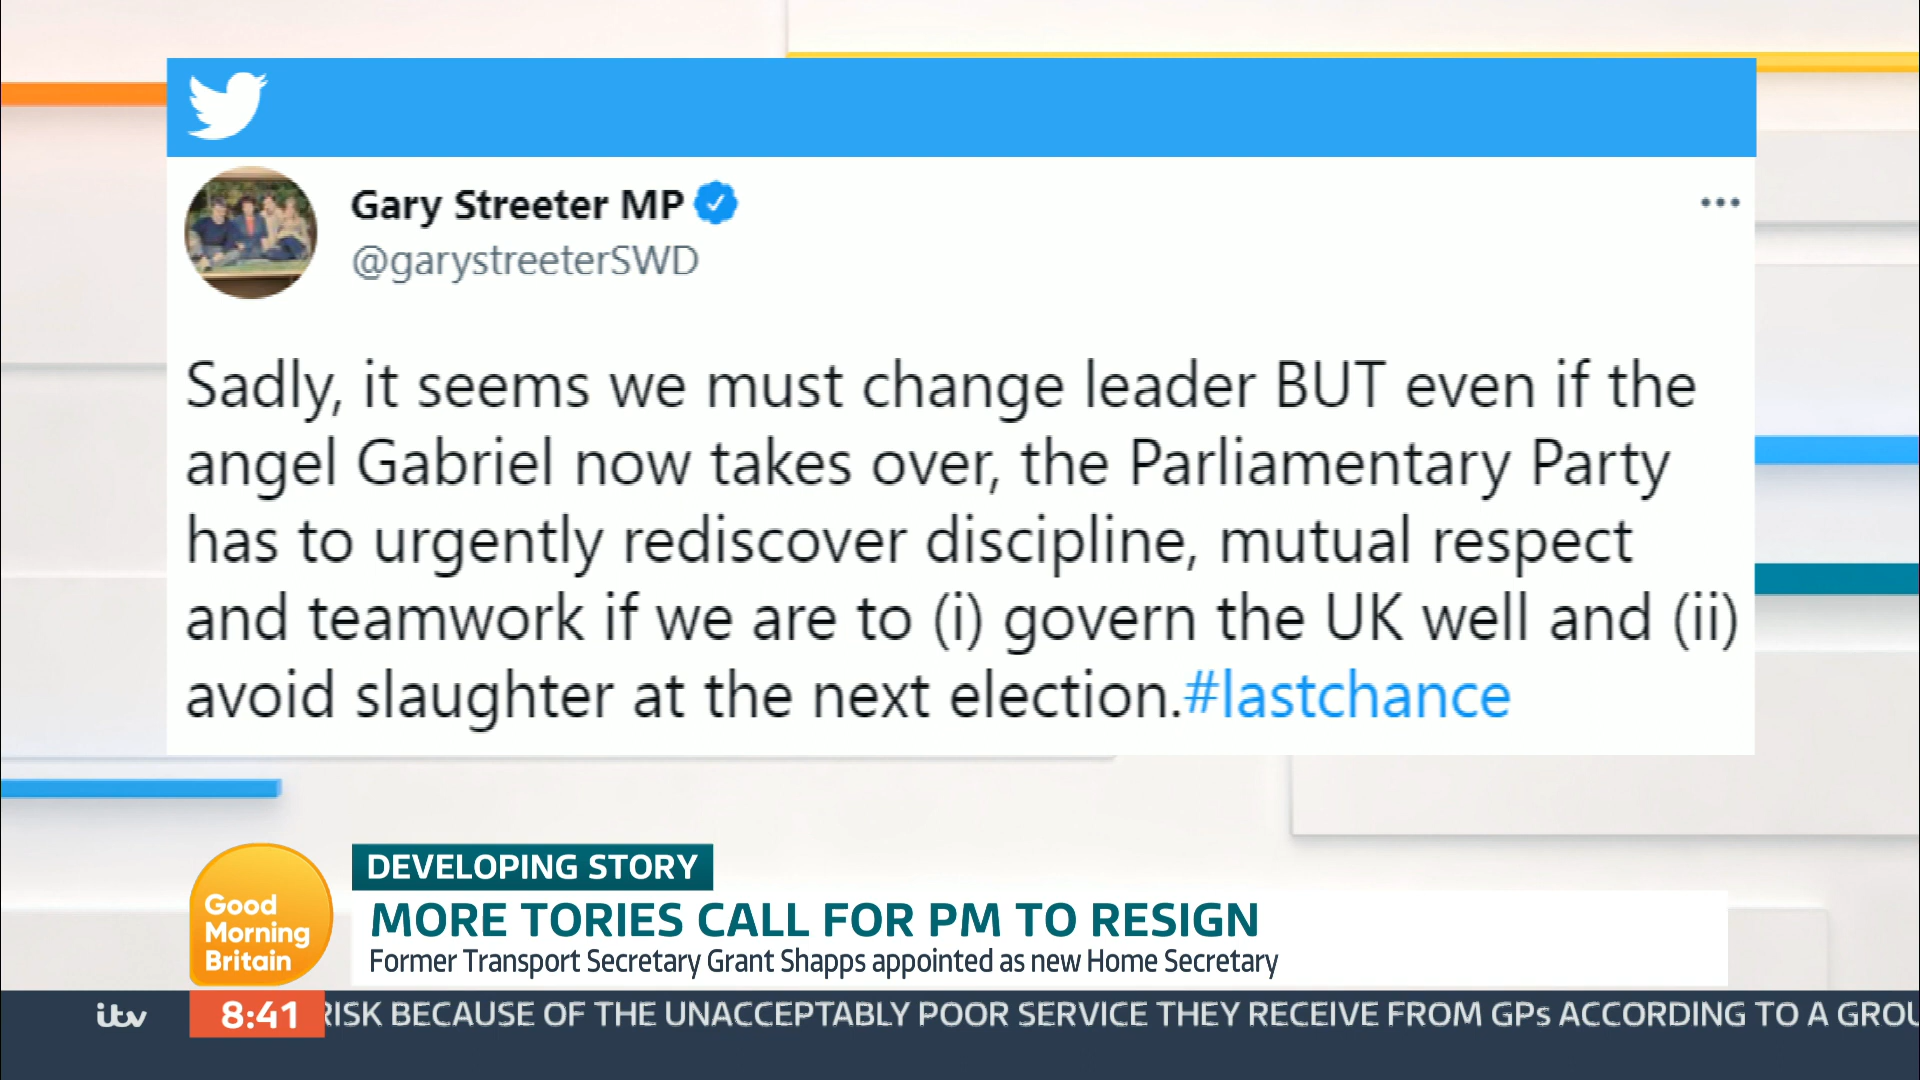 Gary Streeter MP
@garystreeterSWD
Sadly, it seems we must change leader BUT even if the
angel Gabriel now takes over, the Parliamentary Party
has to urgently rediscover discipline, mutual respect
and teamwork if we are to (i) govern the UK well and (ii)
avoid slaughter at the next election.#lastchance
DEVELOPING STORY
Good
Morning
Britain
MORE TORIES CALL FOR PM TO RESIGN
Former Transport Secretary Grant Shapps appointed as new Home Secretary
itv
8:41
RISK BECAUSE OF THE UNACCEPTABLY POOR SERVICE THEY RECEIVE FROM GPs ACCORDING TO A GROU